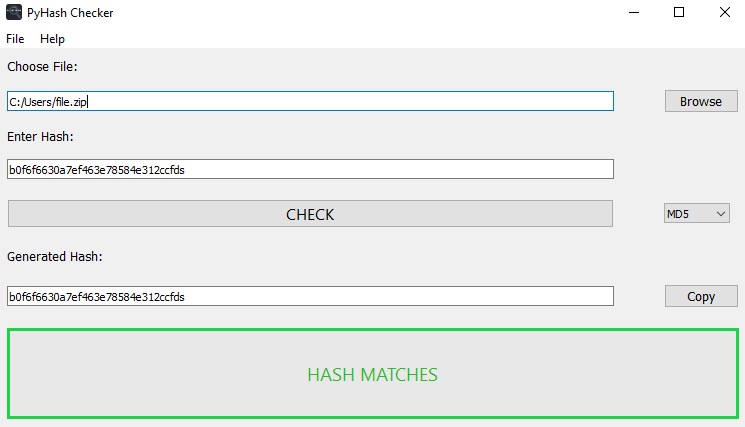 PyHash Checker
File Help
Choose File:
C:/Users/file.zip
Browse
Enter Hash:
b0f6f6630a7ef463e78584e312ccfds
CHECK
MD5
Generated Hash:
b0f6f6630a7ef463e78584e312ccfds
Copy
HASH MATCHES